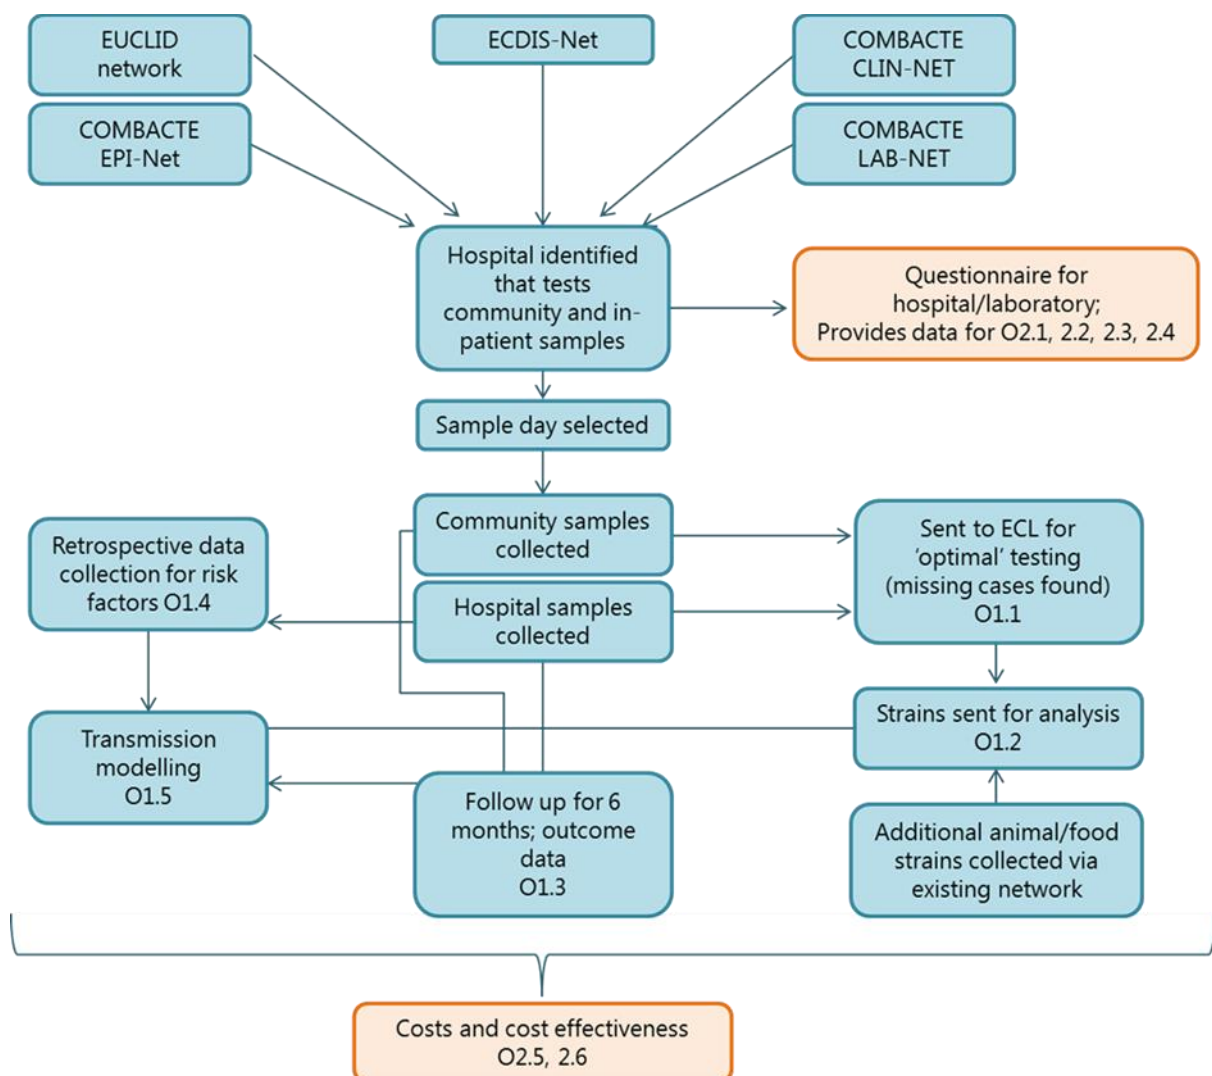 EUCLID
network
ECDIS-Net
COMBACTE
CLIN-NET
COMBACTE
EPI-Net
COMBACTE
LAB-NET
Hospital identified
that tests
community and in-
patient samples
Questionnaire for
hospital/laboratory;
Provides data for O2.1, 2.2, 2.3, 2.4
Sample day selected
Community samples
collected
Hospital samples
collected
Retrospective data
collection for risk
factors O1.4
Sent to ECL for
‘optimal’ testing
(missing cases found)
O1.1
Strains sent for analysis
O1.2
Transmission
modelling
O1.5
Follow up for 6
months; outcome
data
O1.3
Additional animal/food
strains collected via
existing network
Costs and cost effectiveness
O2.5, 2.6